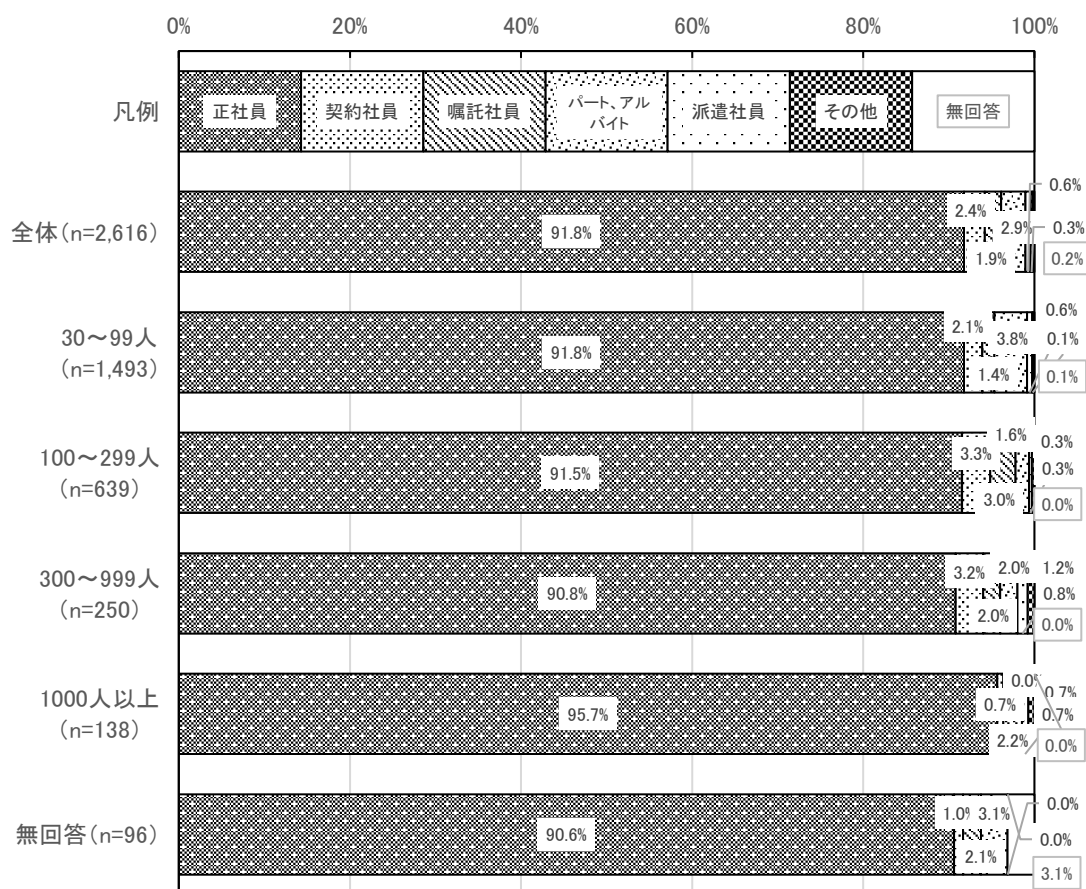 0% 20% 40% 60% 80% 100%
凡例 正社員 契約社員 嘱託社員 パート、アル 派遣社員 その他 無回答
バイト
全体(n=2,616) 91.8% 2.4% 1.9% 2.9% 0.6% 0.3% 0.2%
30～99人
(n=1,493) 91.8% 2.1% 1.4% 3.8% 0.6% 0.1% 0.1%
100～299人
(n=639) 91.5% 3.3% 3.0% 1.6% 0.3% 0.3% 0.0%
300～999人
(n=250) 90.8% 3.2% 2.0% 2.0% 1.2% 0.8% 0.0%
1000人以上
(n=138) 95.7% 0.7% 2.2% 0.0% 0.7% 0.7% 0.0%
無回答(n=96) 90.6% 1.0% 2.1% 3.1% 0.0% 0.0% 3.1%